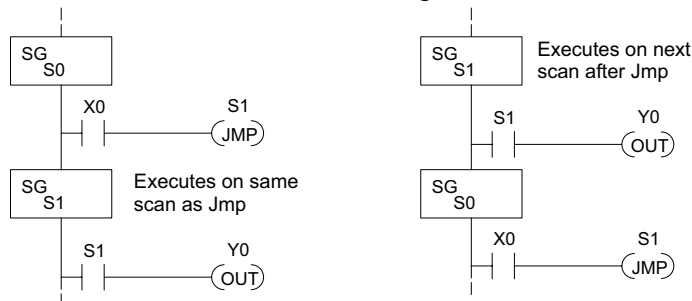 SG
S0
X0
S1
JMP
SG
S1
Executes on same
scan as Jmp
S1
Y0
OUT
SG
S1
Executes on next
scan after Jmp
S1
Y0
OUT
SG
S0
X0
S1
JMP